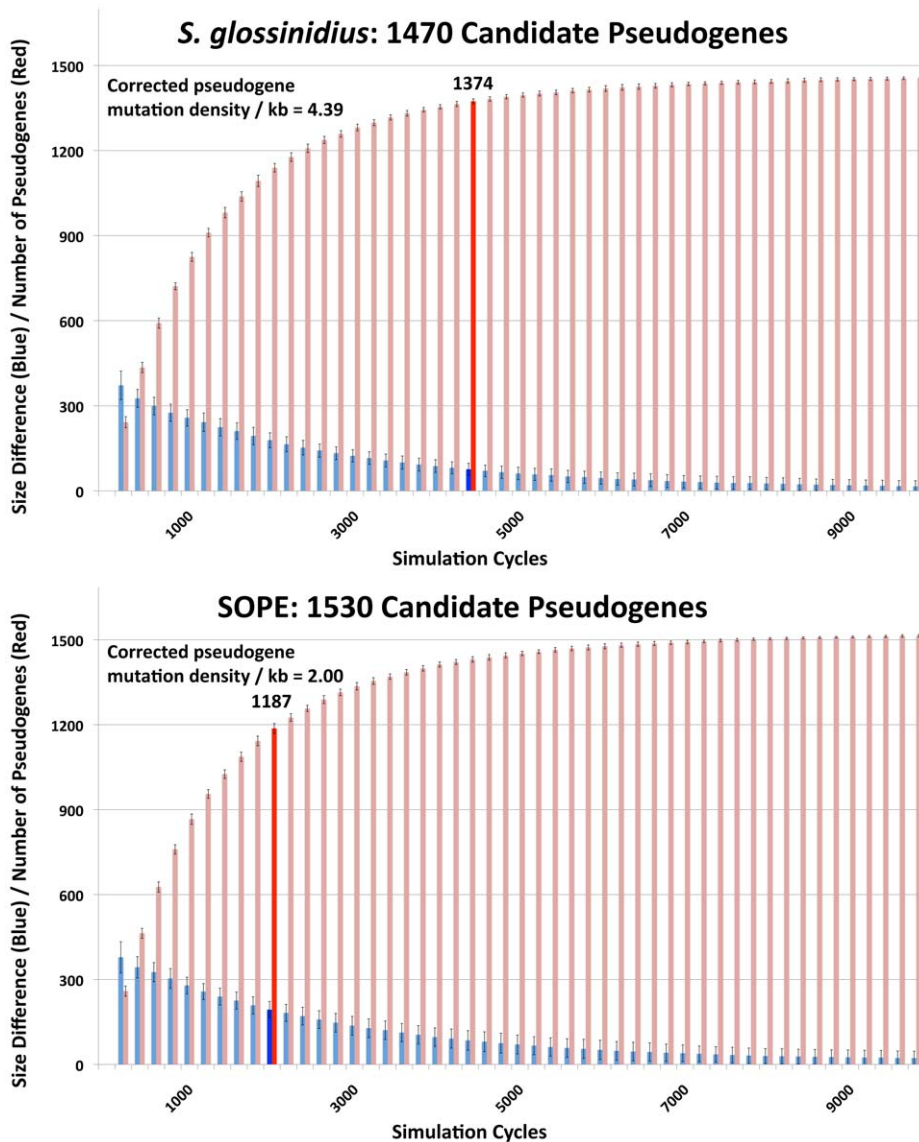 S. glossinidius: 1470 Candidate Pseudogenes
Size Difference (Blue) / Number of Pseudogenes (Red)
1500
1200
900
600
300
0
Corrected pseudogene
mutation density / kb = 4.39
1374
1000
3000
5000
7000
9000
Simulation Cycles
SOPE: 1530 Candidate Pseudogenes
Size Difference (Blue) / Number of Pseudogenes (Red)
1500
1200
900
600
300
0
Corrected pseudogene
mutation density / kb = 2.00
1187
1000
3000
5000
7000
9000
Simulation Cycles